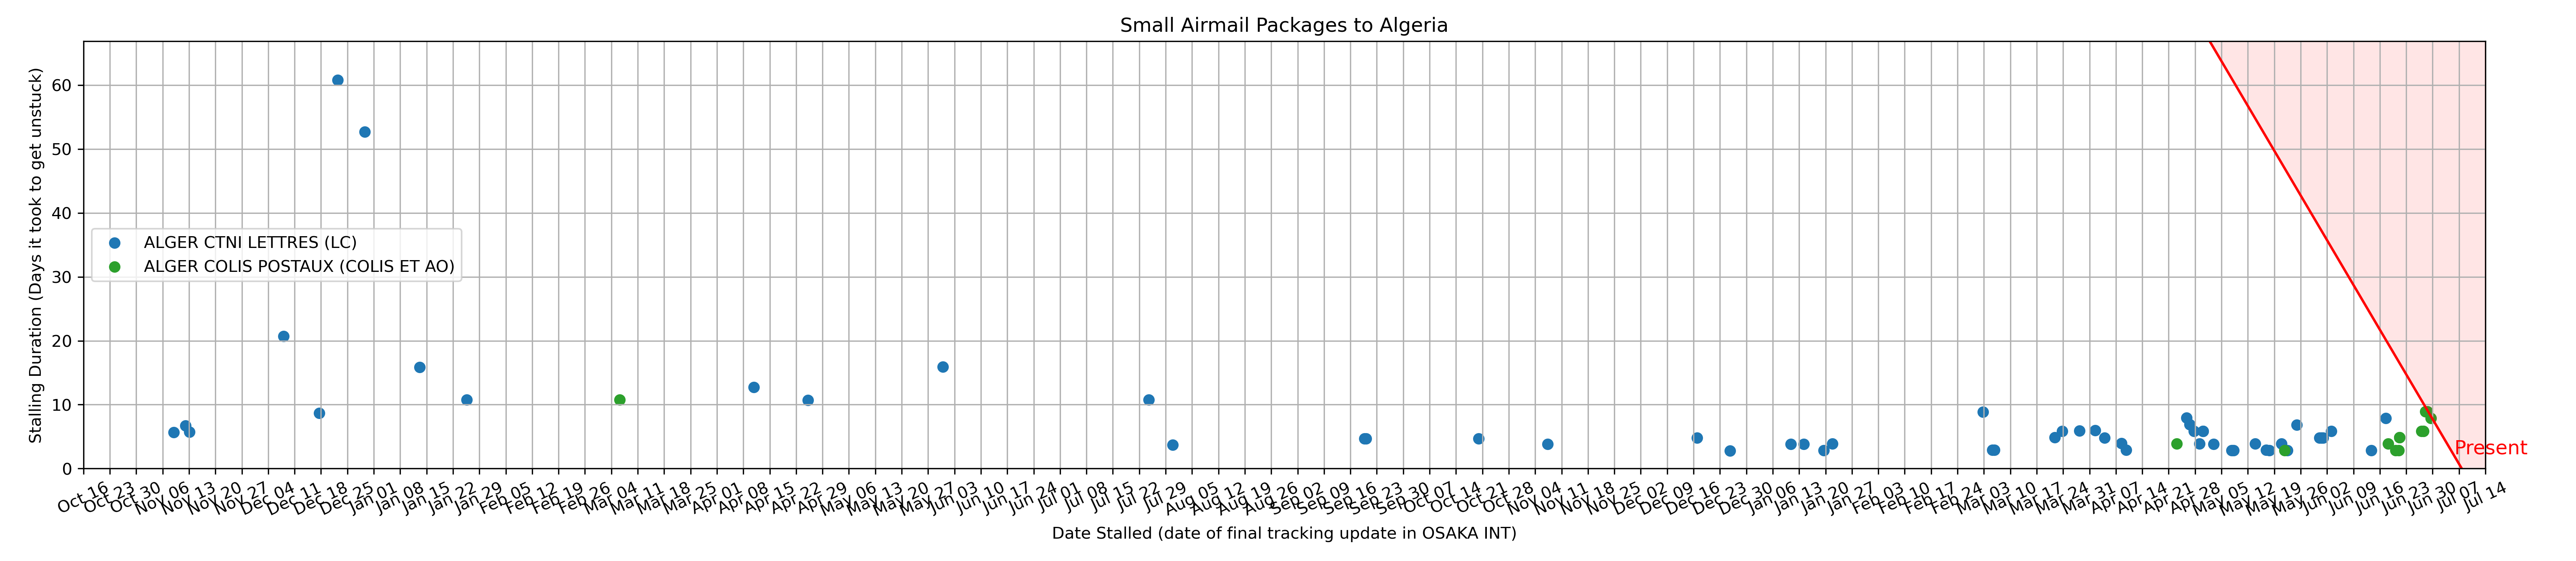 Small Airmail Packages to Algeria
Stalling Duration (Days it took to get unstuck)
60
50
40
30
20
10
0
ALGER CTNI LETTRES (LC)
ALGER COLIS POSTAUX (COLIS ET AO)
Present
Oct 16
Oct 23
Oct 30
Nov 06
Nov 13
Nov 20
Nov 27
Dec 04
Dec 11
Dec 18
Dec 25
Jan 01
Jan 08
Jan 15
Jan 22
Jan 29
Feb 05
Feb 12
Feb 19
Feb 26
Mar 04
Mar 11
Mar 18
Mar 25
Apr 01
Apr 08
Apr 15
Apr 22
Apr 29
May 06
May 13
May 20
May 27
Jun 03
Jun 10
Jun 17
Jun 24
Jul 01
Jul 08
Jul 15
Jul 22
Jul 29
Aug 05
Aug 12
Aug 19
Aug 26
Sep 02
Sep 09
Sep 16
Sep 23
Sep 30
Oct 07
Oct 14
Oct 21
Oct 28
Nov 04
Nov 11
Nov 18
Nov 25
Dec 02
Dec 09
Dec 16
Dec 23
Dec 30
Jan 06
Jan 13
Jan 20
Jan 27
Feb 03
Feb 10
Feb 17
Feb 24
Mar 03
Mar 10
Mar 17
Mar 24
Mar 31
Apr 07
Apr 14
Apr 21
Apr 28
May 05
May 12
May 19
May 26
Jun 02
Jun 09
Jun 16
Jun 23
Jun 30
Jul 07
Jul 14
Date Stalled (date of final tracking update in OSAKA INT)